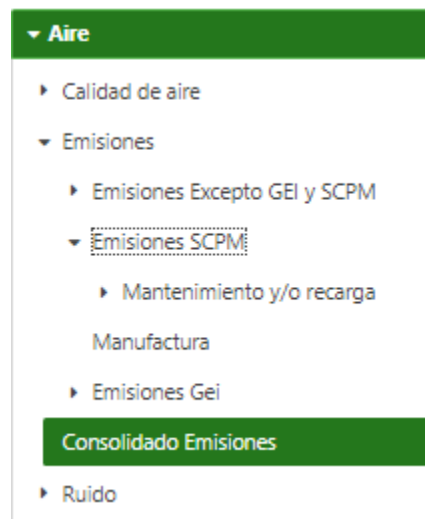 Aire
Calidad de aire
Emisiones
Emisiones Excepto GEI y SCPM
Emisiones SCPM
Mantenimiento y/o recarga
Manufactura
Emisiones Gei
Consolidado Emisiones
Ruido